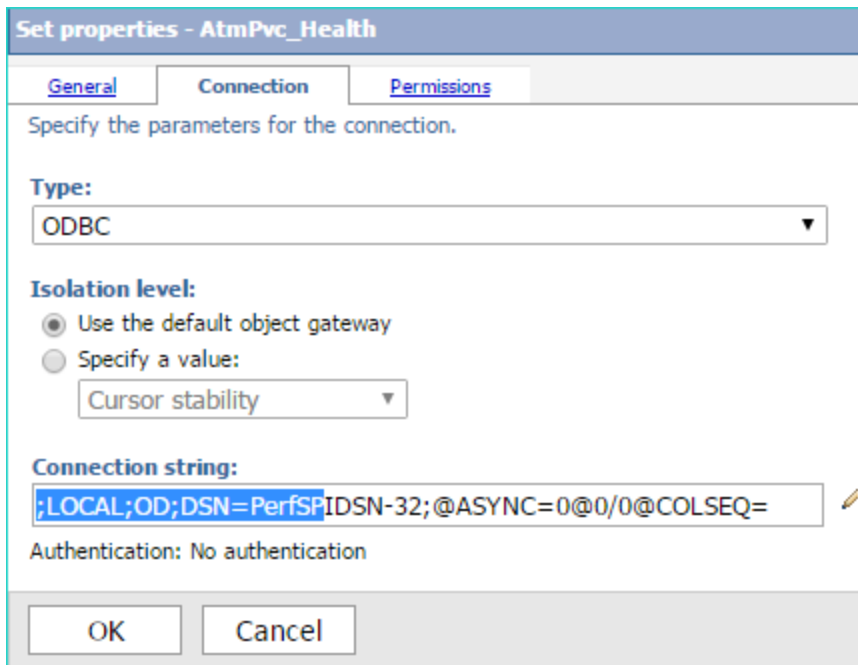 Set properties - AtmPvc_Health
General Connection Permissions
Specify the parameters for the connection.
Type:
ODBC
Isolation level:
Use the default object gateway
Specify a value:
Cursor stability
Connection string:
;LOCAL;OD;DSN=PerfSPIDSN-32;@ASYNC=0@0/0@COLSEQ=
Authentication: No authentication
OK Cancel